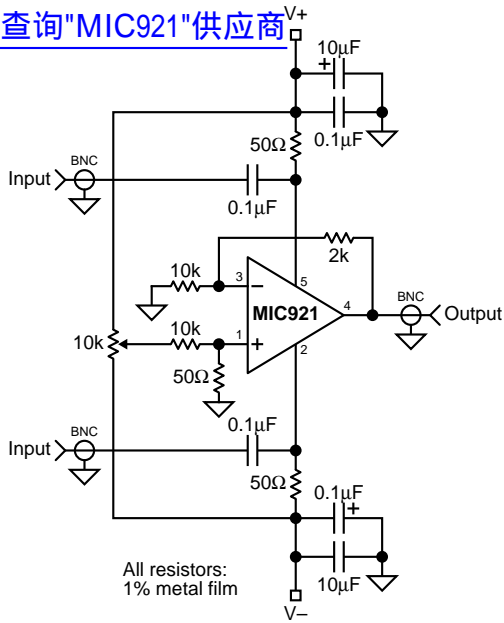 查询"MIC921"供应商
V+
10µF
+
50Ω
0.1µF
BNC
Input
0.1µF
2k
10k
3
−
5
MIC921
4
BNC
Output
10k
10k
1
+
2
50Ω
0.1µF
BNC
Input
50Ω
0.1µF
+
All resistors:
1% metal film
10µF
V–